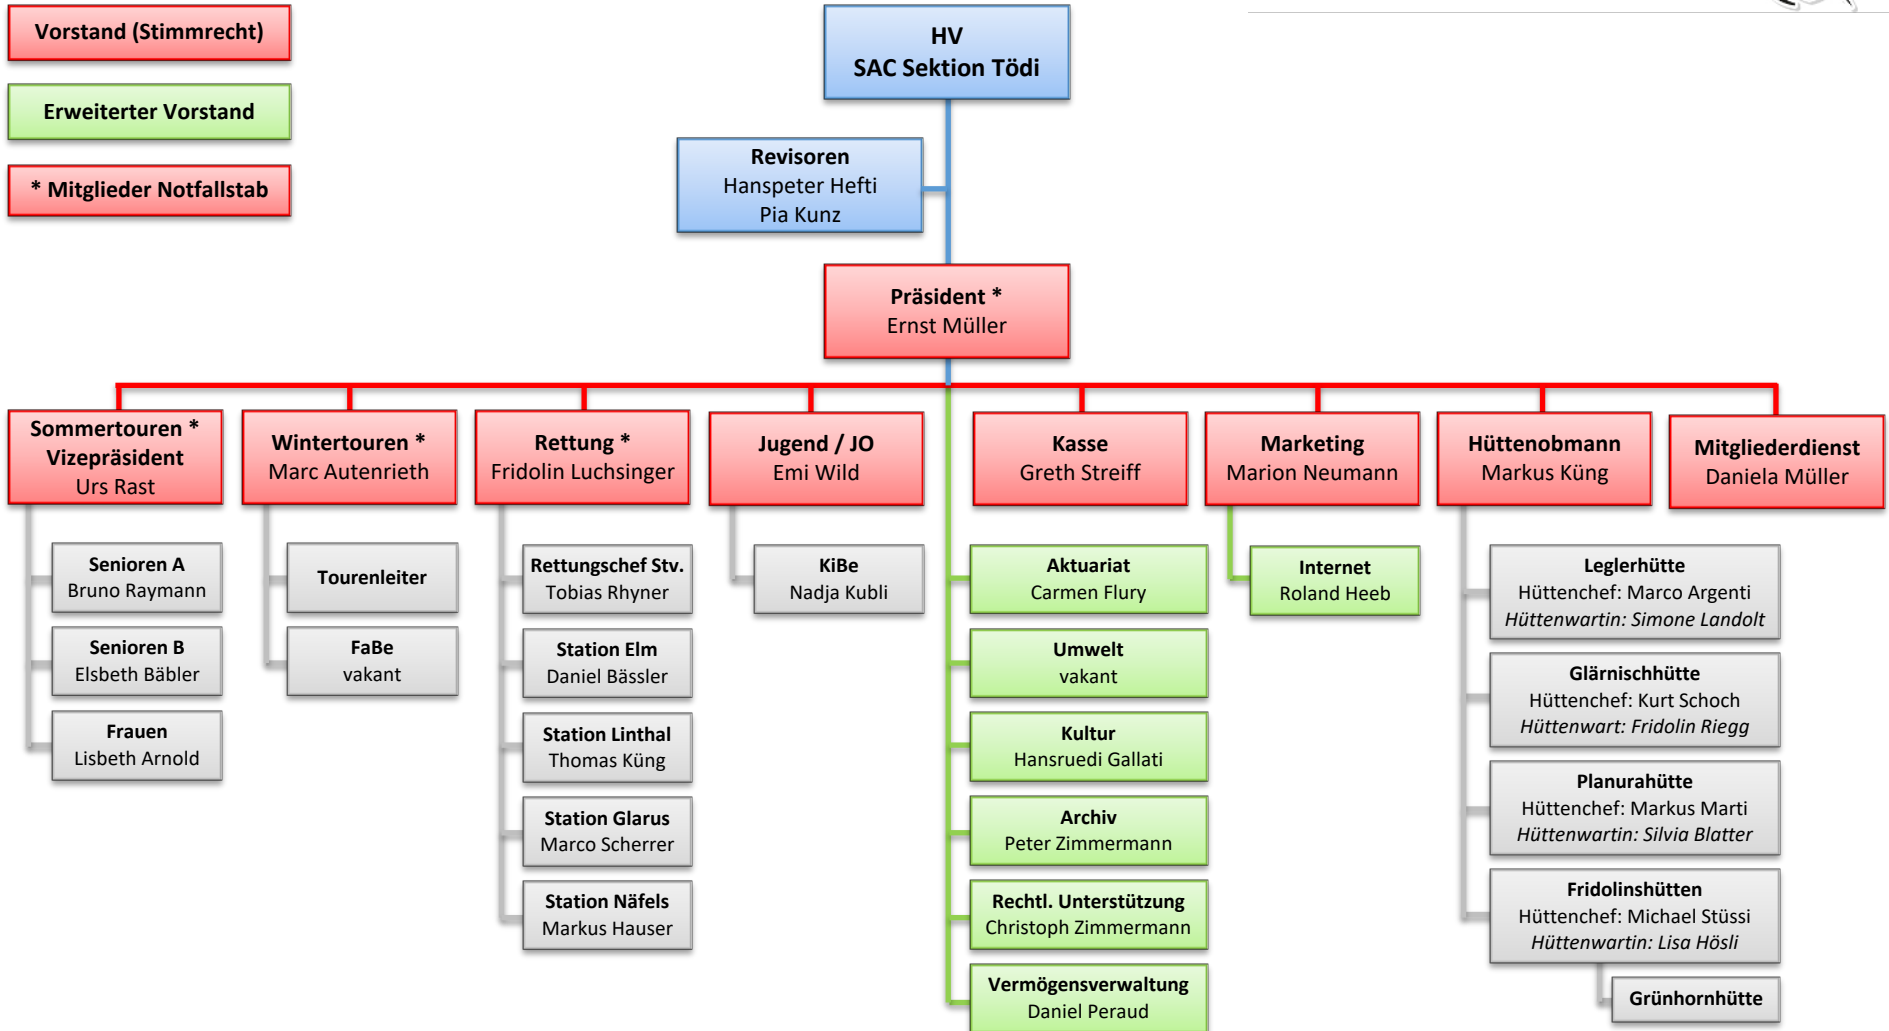 Vorstand (Stimmrecht)
Erweiterter Vorstand
* Mitglieder Notfallstab
HV
SAC Sektion Tödi
Revisoren
Hanspeter Hefti
Pia Kunz
Präsident *
Ernst Müller
Sommertouren *
Vizepräsident
Urs Rast
Wintertouren *
Marc Autenrieth
Rettung *
Fridolin Luchsinger
Jugend / JO
Emi Wild
Kasse
Greth Streiff
Marketing
Marion Neumann
Hüttenobmann
Markus Küng
Mitgliederdienst
Daniela Müller
Senioren A
Bruno Raymann
Senioren B
Elsbeth Bäbler
Frauen
Lisbeth Arnold
Tourenleiter
FaBe
vakant
Rettungschef Stv.
Tobias Rhyner
Station Elm
Daniel Bässler
Station Linthal
Thomas Küng
Station Glarus
Marco Scherrer
Station Näfels
Markus Hauser
KiBe
Nadja Kubli
Aktuariat
Carmen Flury
Umwelt
vakant
Kultur
Hansruedi Gallati
Archiv
Peter Zimmermann
Rechtl. Unterstützung
Christoph Zimmermann
Vermögensverwaltung
Daniel Peraud
Internet
Roland Heeb
Leglerhütte
Hüttenchef: Marco Argenti
Hüttenwartin: Simone Landolt
Glärnischhütte
Hüttenchef: Kurt Schoch
Hüttenwart: Fridolin Riegg
Planurahütte
Hüttenchef: Markus Marti
Hüttenwartin: Silvia Blatter
Fridolinshütten
Hüttenchef: Michael Stüssi
Hüttenwartin: Lisa Hösli
Grünhornhütte